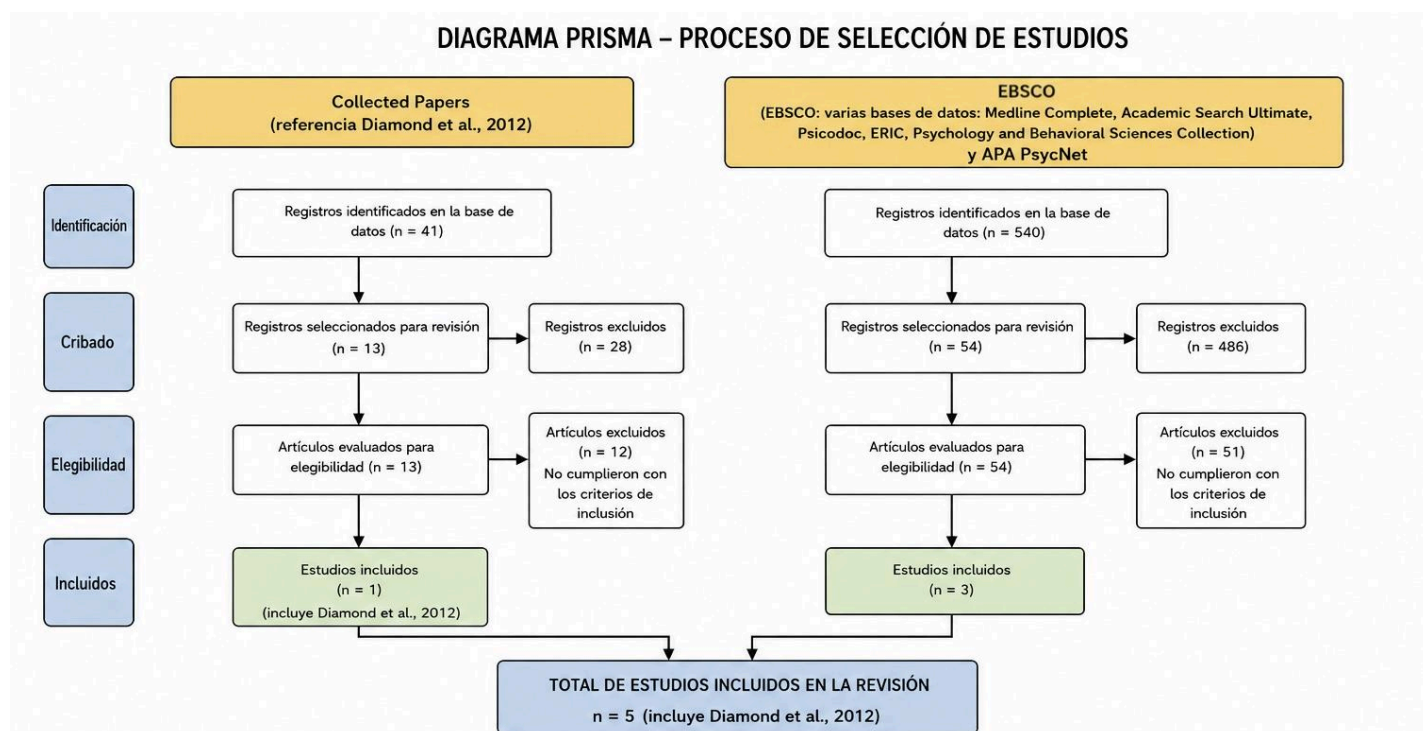 DIAGRAMA PRISMA – PROCESO DE SELECCIÓN DE ESTUDIOS
Collected Papers
(referencia Diamond et al., 2012)
EBSCO
(EBSCO: varias bases de datos: Medline Complete, Academic Search Ultimate,
Psicodoc, ERIC, Psychology and Behavioral Sciences Collection)
y APA PsycNet
Identificación
Registros identificados en la base de
datos (n = 41)
Registros identificados en la base de
datos (n = 540)
Cribado
Registros seleccionados para revisión
(n = 13)
Registros excluidos
(n = 28)
Registros seleccionados para revisión
(n = 54)
Registros excluidos
(n = 486)
Elegibilidad
Artículos evaluados para
elegibilidad (n = 13)
Artículos excluidos
(n = 12)
No cumplieron con
los criterios de
inclusión
Artículos evaluados para
elegibilidad (n = 54)
Artículos excluidos
(n = 51)
No cumplieron con
los criterios de
inclusión
Incluidos
Estudios incluidos
(n = 1)
(incluye Diamond et al., 2012)
Estudios incluidos
(n = 3)
TOTAL DE ESTUDIOS INCLUIDOS EN LA REVISIÓN
n = 5 (incluye Diamond et al., 2012)